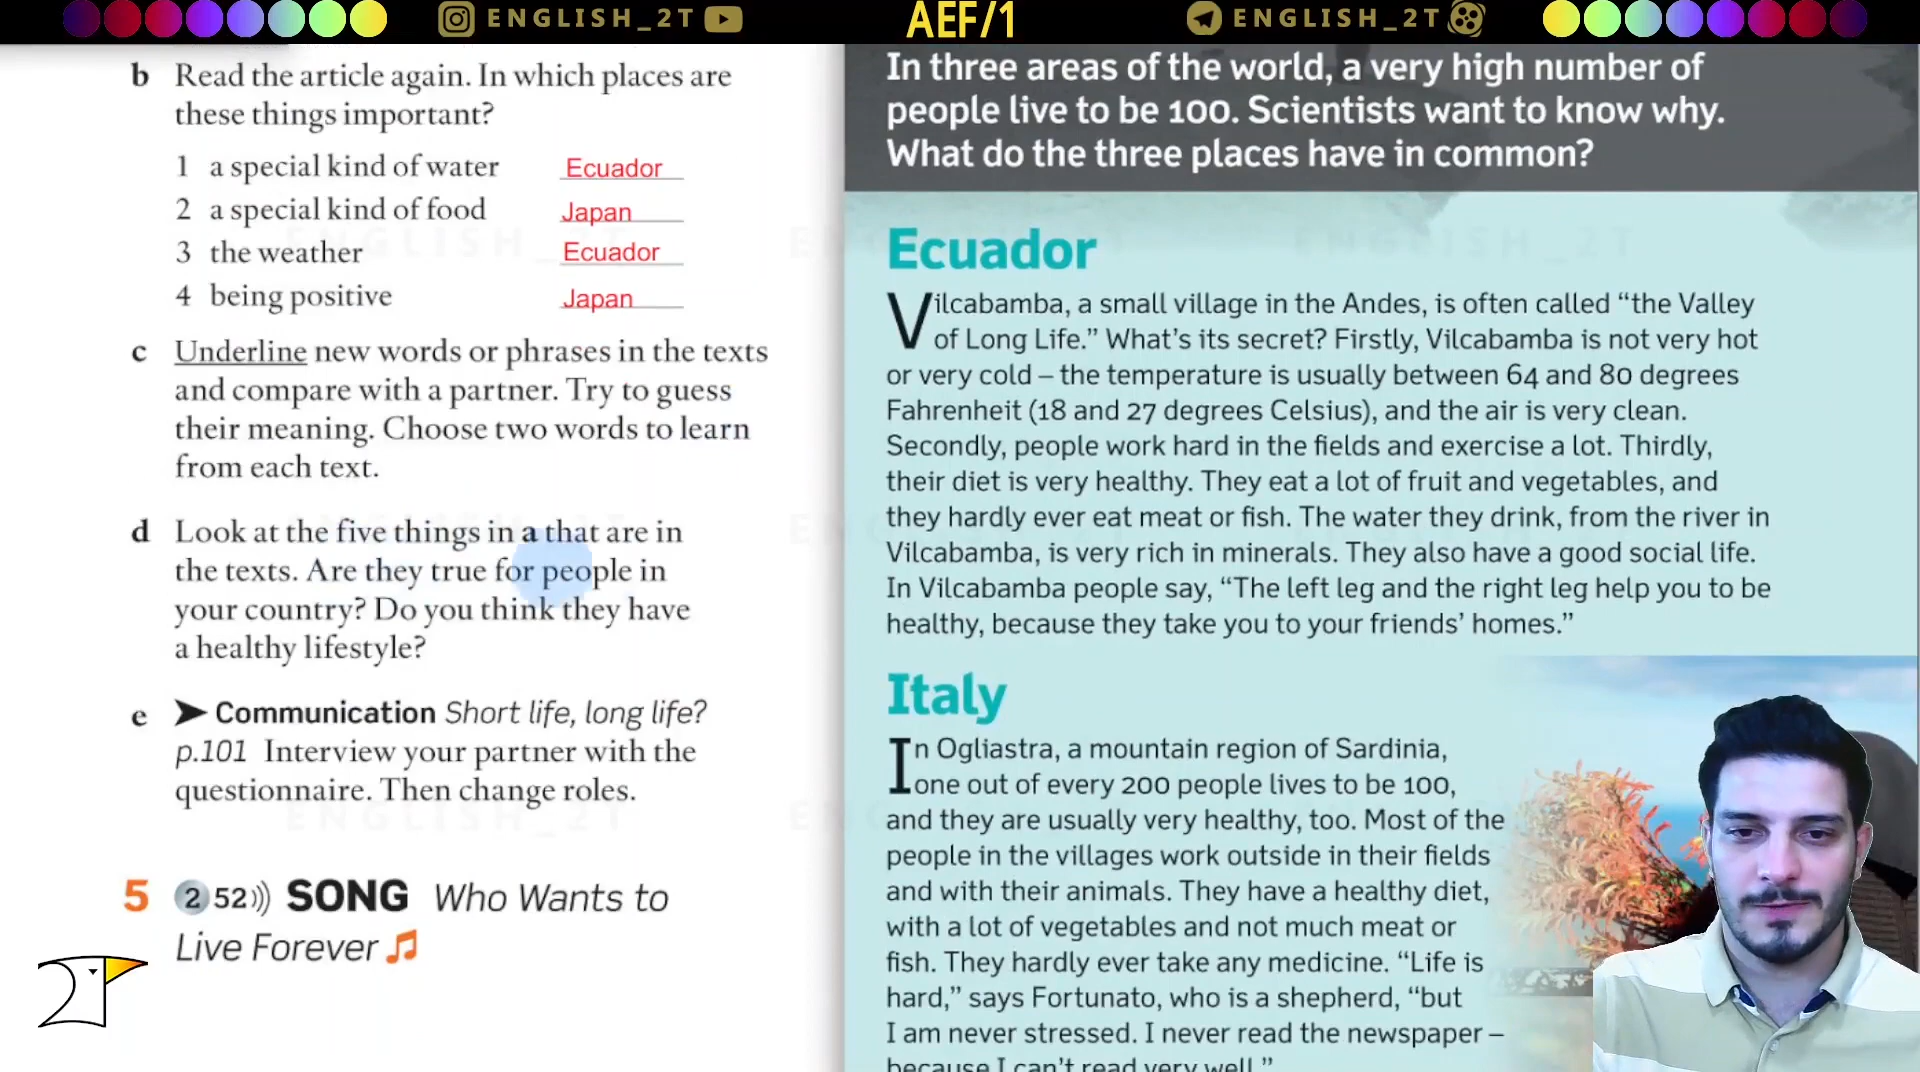 ENGLISH_2T
AEF/1
ENGLISH_2T
b Read the article again. In which places are
these things important?
1 a special kind of water Ecuador
2 a special kind of food Japan
3 the weather Ecuador
4 being positive Japan
c Underline new words or phrases in the texts
and compare with a partner. Try to guess
their meaning. Choose two words to learn
from each text.
d Look at the five things in a that are in
the texts. Are they true for people in
your country? Do you think they have
a healthy lifestyle?
e ➤ Communication Short life, long life?
p.101 Interview your partner with the
questionnaire. Then change roles.
5 2 52)) SONG Who Wants to
Live Forever ♫
2T
In three areas of the world, a very high number of
people live to be 100. Scientists want to know why.
What do the three places have in common?
Ecuador
Vilcabamba, a small village in the Andes, is often called “the Valley
of Long Life.” What’s its secret? Firstly, Vilcabamba is not very hot
or very cold – the temperature is usually between 64 and 80 degrees
Fahrenheit (18 and 27 degrees Celsius), and the air is very clean.
Secondly, people work hard in the fields and exercise a lot. Thirdly,
their diet is very healthy. They eat a lot of fruit and vegetables, and
they hardly ever eat meat or fish. The water they drink, from the river in
Vilcabamba, is very rich in minerals. They also have a good social life.
In Vilcabamba people say, “The left leg and the right leg help you to be
healthy, because they take you to your friends’ homes.”
Italy
In Ogliastra, a mountain region of Sardinia,
one out of every 200 people lives to be 100,
and they are usually very healthy, too. Most of the
people in the villages work outside in their fields
and with their animals. They have a healthy diet,
with a lot of vegetables and not much meat or
fish. They hardly ever take any medicine. “Life is
hard,” says Fortunato, who is a shepherd, “but
I am never stressed. I never read the newspaper –
because I can’t read very well.”